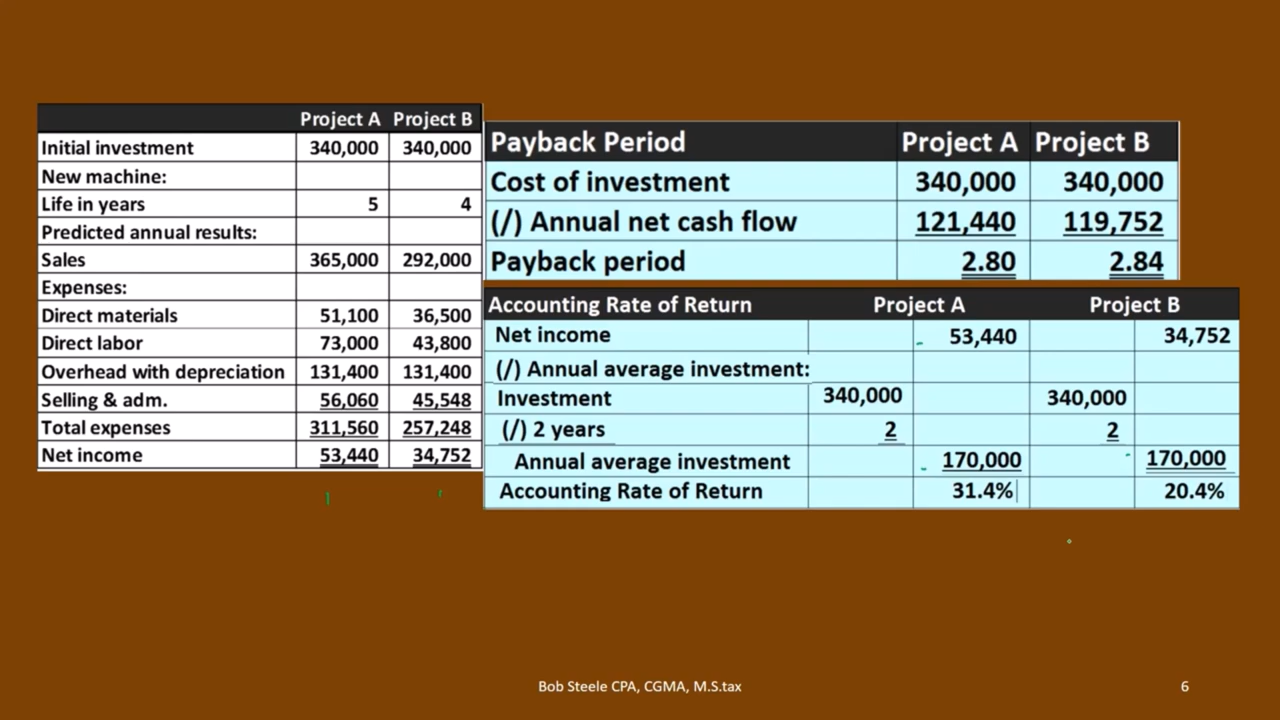 Project A Project B
Initial investment 340,000 340,000
New machine:
Life in years 5 4
Predicted annual results:
Sales 365,000 292,000
Expenses:
Direct materials 51,100 36,500
Direct labor 73,000 43,800
Overhead with depreciation 131,400 131,400
Selling & adm. 56,060 45,548
Total expenses 311,560 257,248
Net income 53,440 34,752
Payback Period Project A Project B
Cost of investment 340,000 340,000
(/) Annual net cash flow 121,440 119,752
Payback period 2.80 2.84
Accounting Rate of Return Project A Project B
Net income 53,440 34,752
(/) Annual average investment:
Investment 340,000 340,000
(/) 2 years 2 2
Annual average investment 170,000 170,000
Accounting Rate of Return 31.4% 20.4%
Bob Steele CPA, CGMA, M.S.tax
6